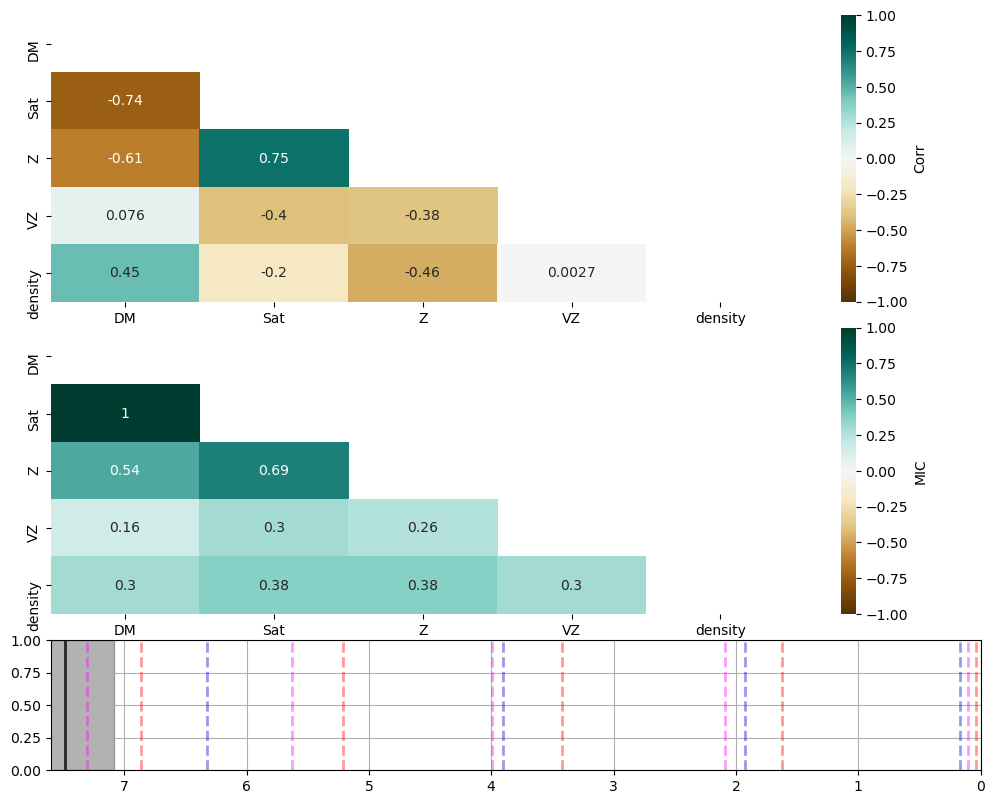 DM
Sat -0.74
Z -0.61 0.75
VZ 0.076 -0.4 -0.38
density 0.45 -0.2 -0.46 0.0027
DM Sat Z VZ density
1.00
0.75
0.50
0.25
0.00
−0.25
−0.50
−0.75
−1.00
Corr
DM
Sat 1
Z 0.54 0.69
VZ 0.16 0.3 0.26
density 0.3 0.38 0.38 0.3
DM Sat Z VZ density
1.00
0.75
0.50
0.25
0.00
−0.25
−0.50
−0.75
−1.00
MIC
1.00
0.75
0.50
0.25
0.00
7 6 5 4 3 2 1 0